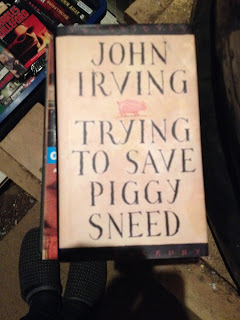 JOHN
IRVING
TRYING
TO SAVE
PIGGY
SNEED